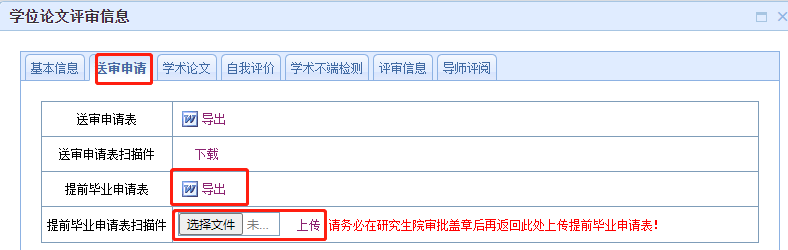 学位论文评审信息
基本信息 送审申请 学术论文 自我评价 学术不端检测 评审信息 导师评阅
送审申请表 导出
送审申请表扫描件 下载
提前毕业申请表 导出
提前毕业申请表扫描件 选择文件 未... 上传 请务必在研究生院审批盖章后再返回此处上传提前毕业申请表！